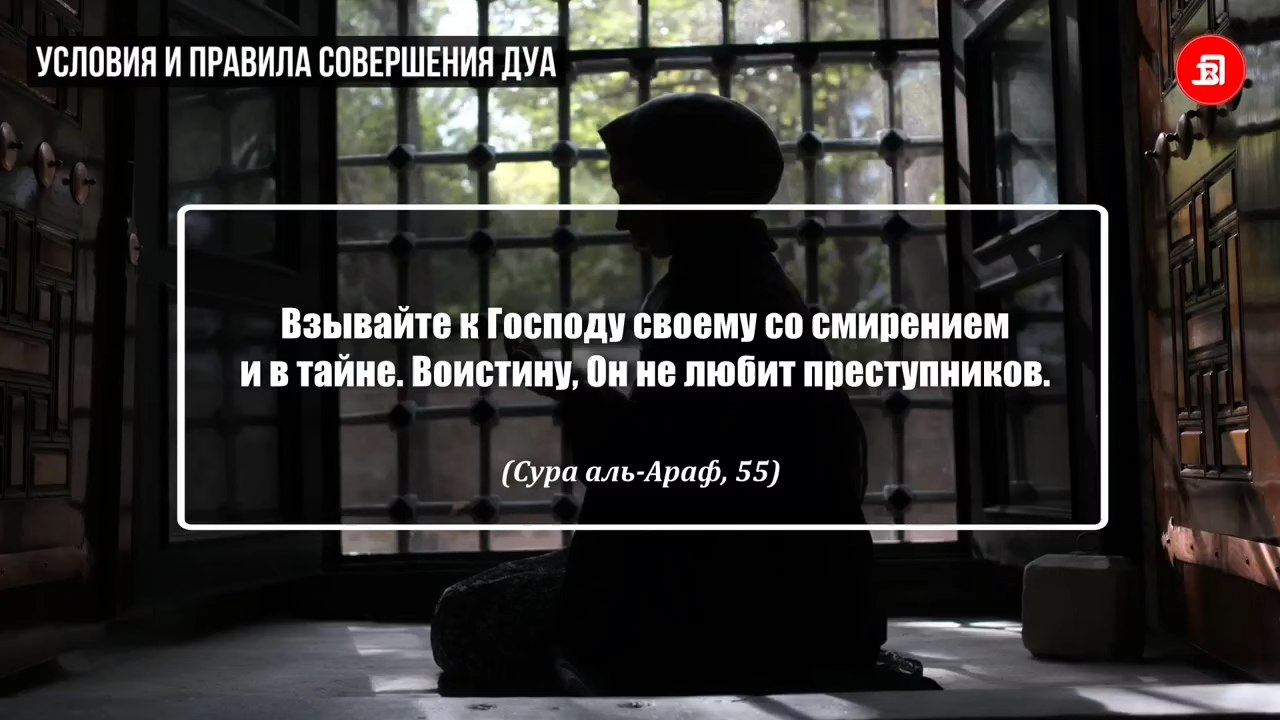 УСЛОВИЯ И ПРАВИЛА СОВЕРШЕНИЯ ДУА
Взывайте к Господу своему со смирением
и в тайне. Воистину, Он не любит преступников.
(Сура аль-Араф, 55)